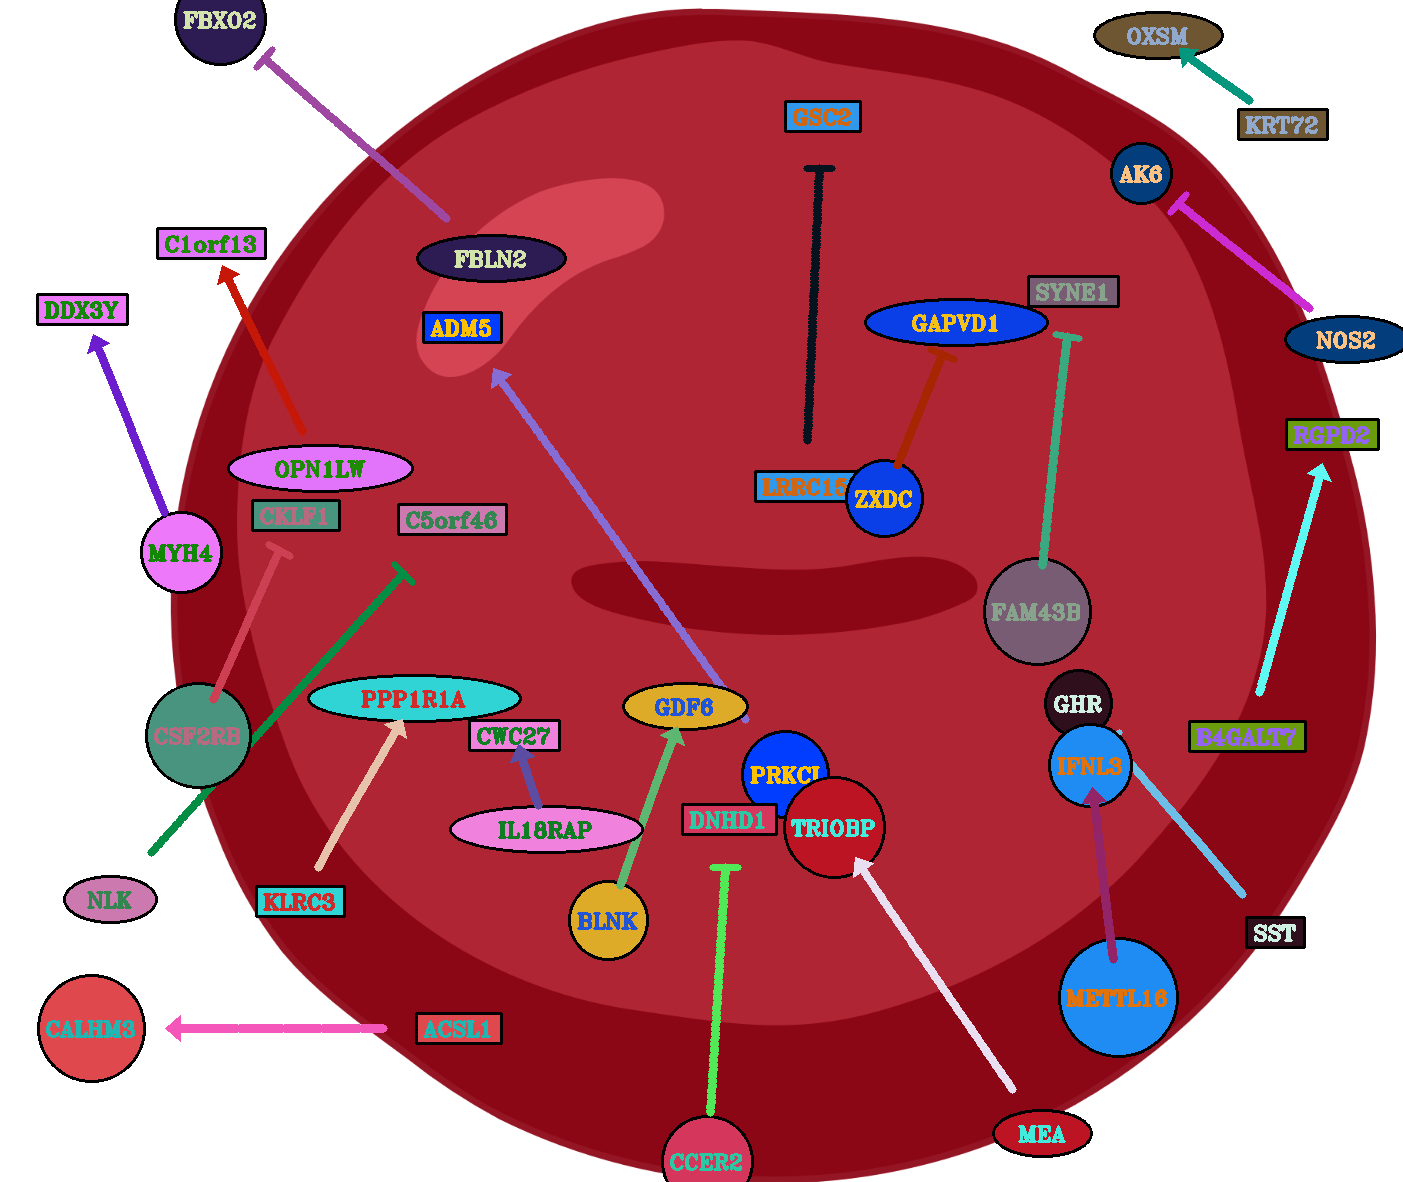 FBXO2
OXSM
GSC2
KRT72
AK6
C1orf13
FBLN2
SYNE1
DDX3Y
ADM5
GAPVD1
NOS2
RGPD2
OPN1LW
LRRC15
ZXDC
CKLF1
C5orf46
MYH4
FAM43B
PPP1R1A
GDF6
GHR
CSF2RB
CWC27
B4GALT7
IFNL3
PRKCI
DNHD1
TRIOBP
IL18RAP
NLK
KLRC3
BLNK
SST
METTL16
CALHM3
ACSL1
MEA
CCER2